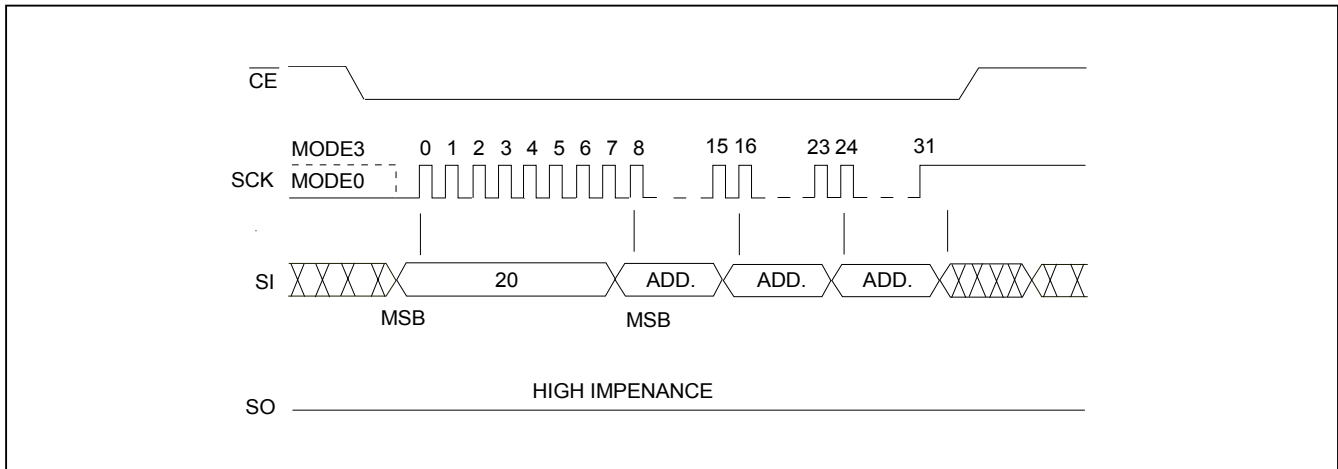 CE
MODE3 0 1 2 3 4 5 6 7 8 15 16 23 24 31
SCK MODE0
SI 20 ADD. ADD. ADD.
MSB MSB
HIGH IMPENANCE
SO